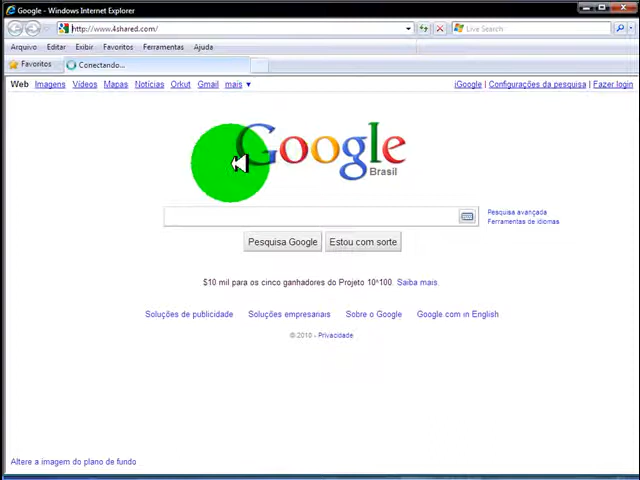 Google - Windows Internet Explorer
http://www.4shared.com/
Live Search
Arquivo Editar Exibir Favoritos Ferramentas Ajuda
Favoritos Conectando...
Web Imagens Vídeos Mapas Notícias Orkut Gmail mais ▼ iGoogle | Configurações da pesquisa | Fazer login
Google
Brasil
Pesquisa avançada
Ferramentas de idiomas
Pesquisa Google Estou com sorte
$10 mil para os cinco ganhadores do Projeto 10^100. Saiba mais
Soluções de publicidade Soluções empresariais Sobre o Google Google.com in English
© 2010 - Privacidade
Altere a imagem do plano de fundo